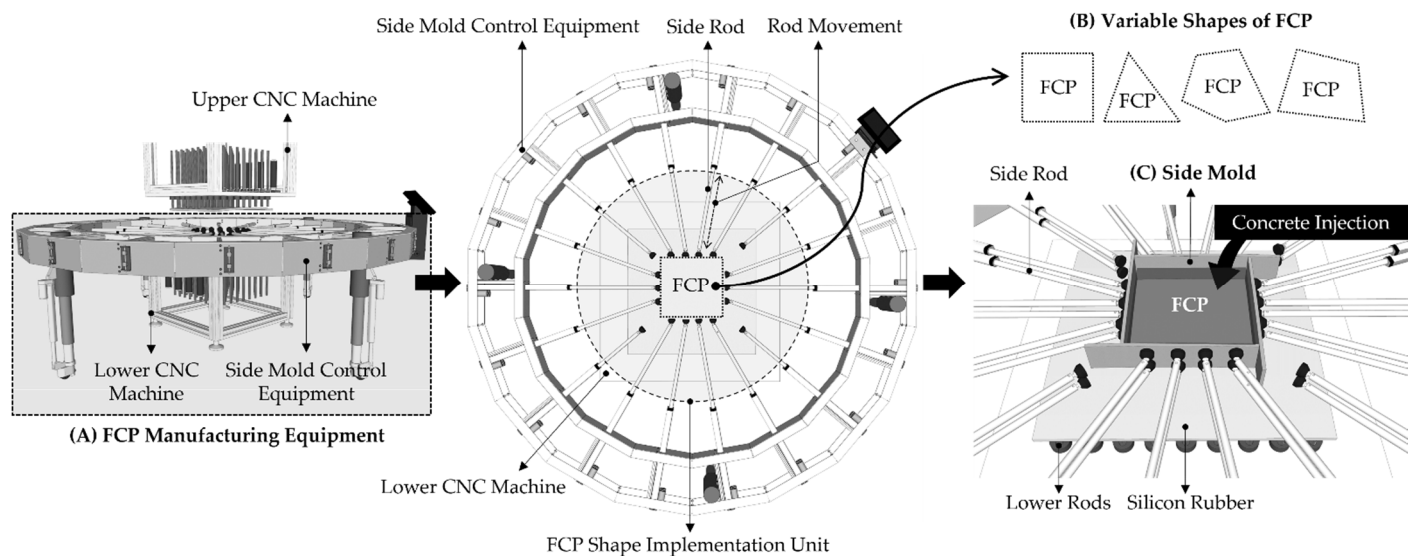 Upper CNC Machine
Lower CNC
Machine
Side Mold Control
Equipment
(A) FCP Manufacturing Equipment
Side Mold Control Equipment
Side Rod
Rod Movement
FCP
Lower CNC Machine
FCP Shape Implementation Unit
(B) Variable Shapes of FCP
FCP
FCP
FCP
FCP
Side Rod
(C) Side Mold
Concrete Injection
FCP
Lower Rods
Silicon Rubber